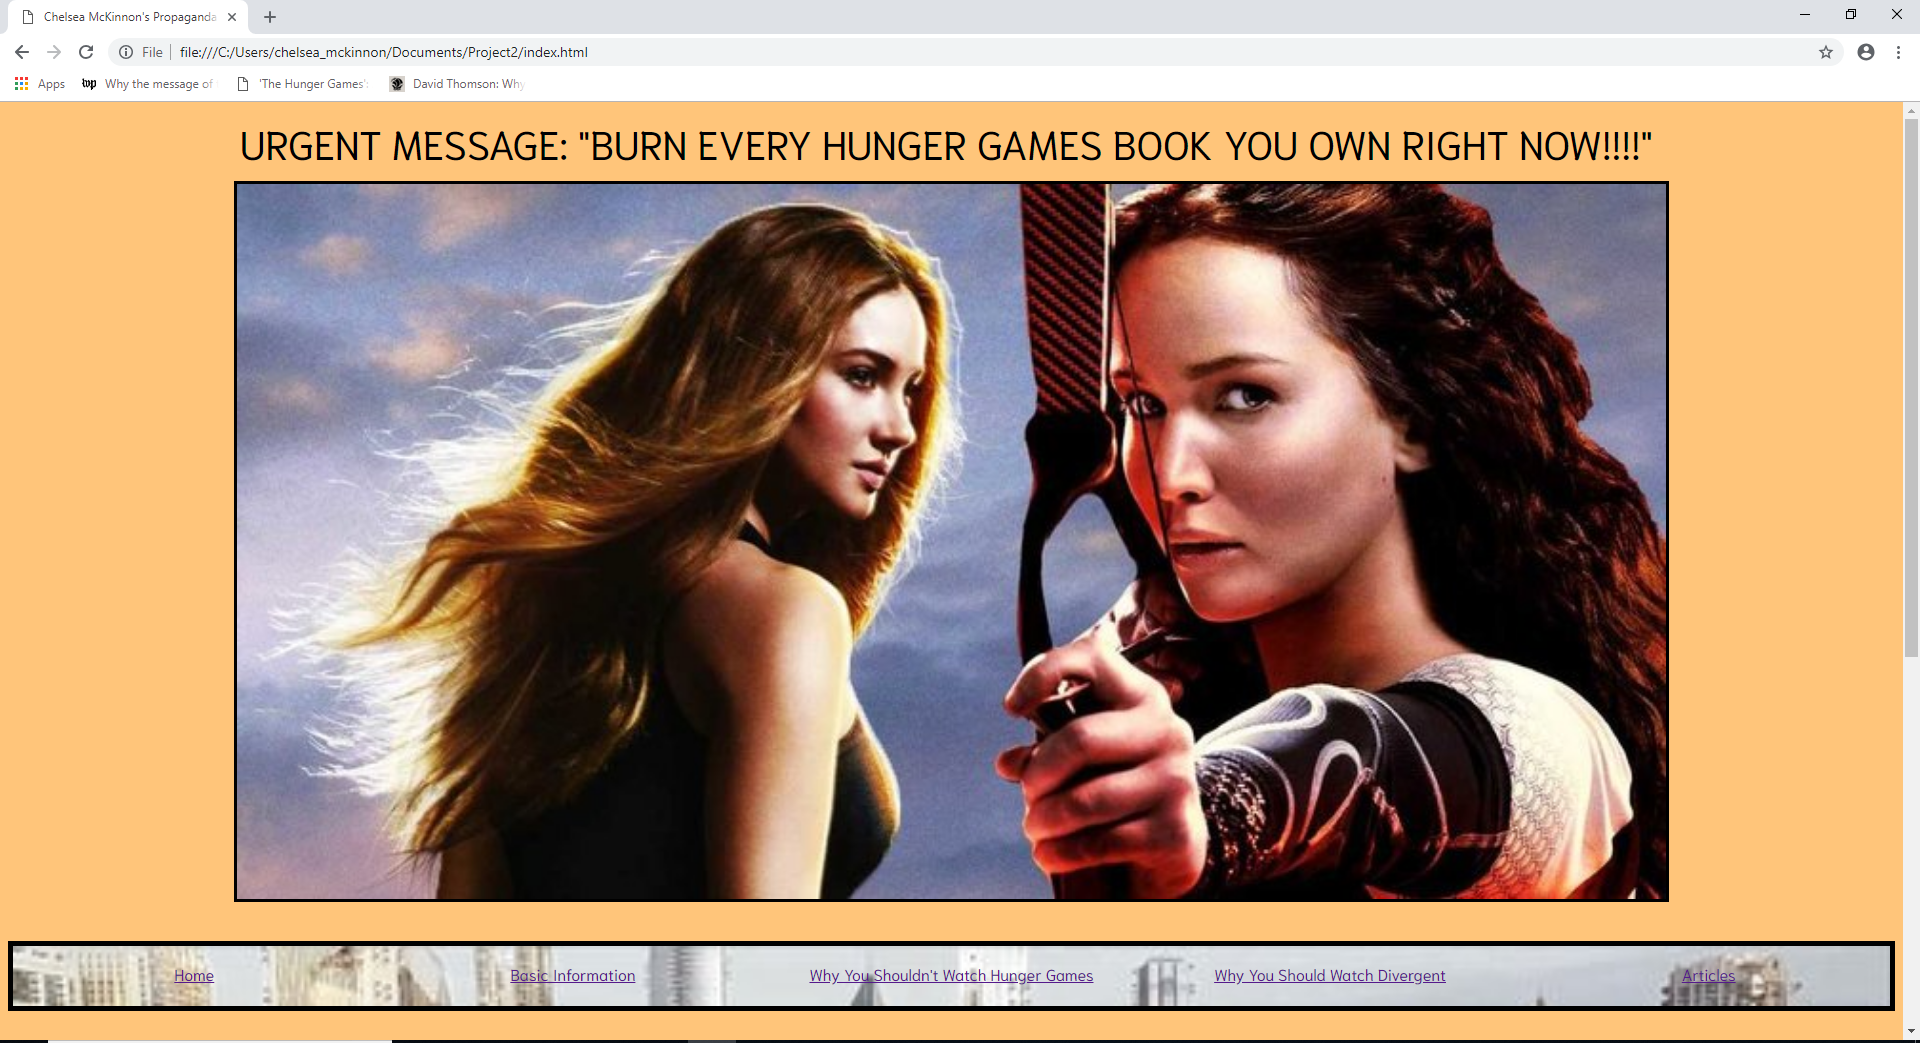 Chelsea McKinnon's Propaganda
File file:///C:/Users/chelsea_mckinnon/Documents/Project2/index.html
Apps wp Why the message of 'The Hunger Games' David Thomson: Why
URGENT MESSAGE: "BURN EVERY HUNGER GAMES BOOK YOU OWN RIGHT NOW!!!!"
Home Basic Information Why You Shouldn't Watch Hunger Games Why You Should Watch Divergent Articles